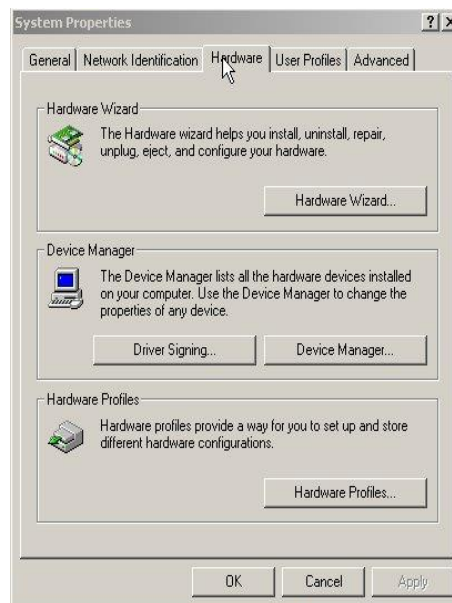 System Properties
? X
General Network Identification Hardware User Profiles Advanced
Hardware Wizard
The Hardware wizard helps you install, uninstall, repair,
unplug, eject, and configure your hardware.
Hardware Wizard...
Device Manager
The Device Manager lists all the hardware devices installed
on your computer. Use the Device Manager to change the
properties of any device.
Driver Signing... Device Manager...
Hardware Profiles
Hardware profiles provide a way for you to set up and store
different hardware configurations.
Hardware Profiles...
OK Cancel Apply